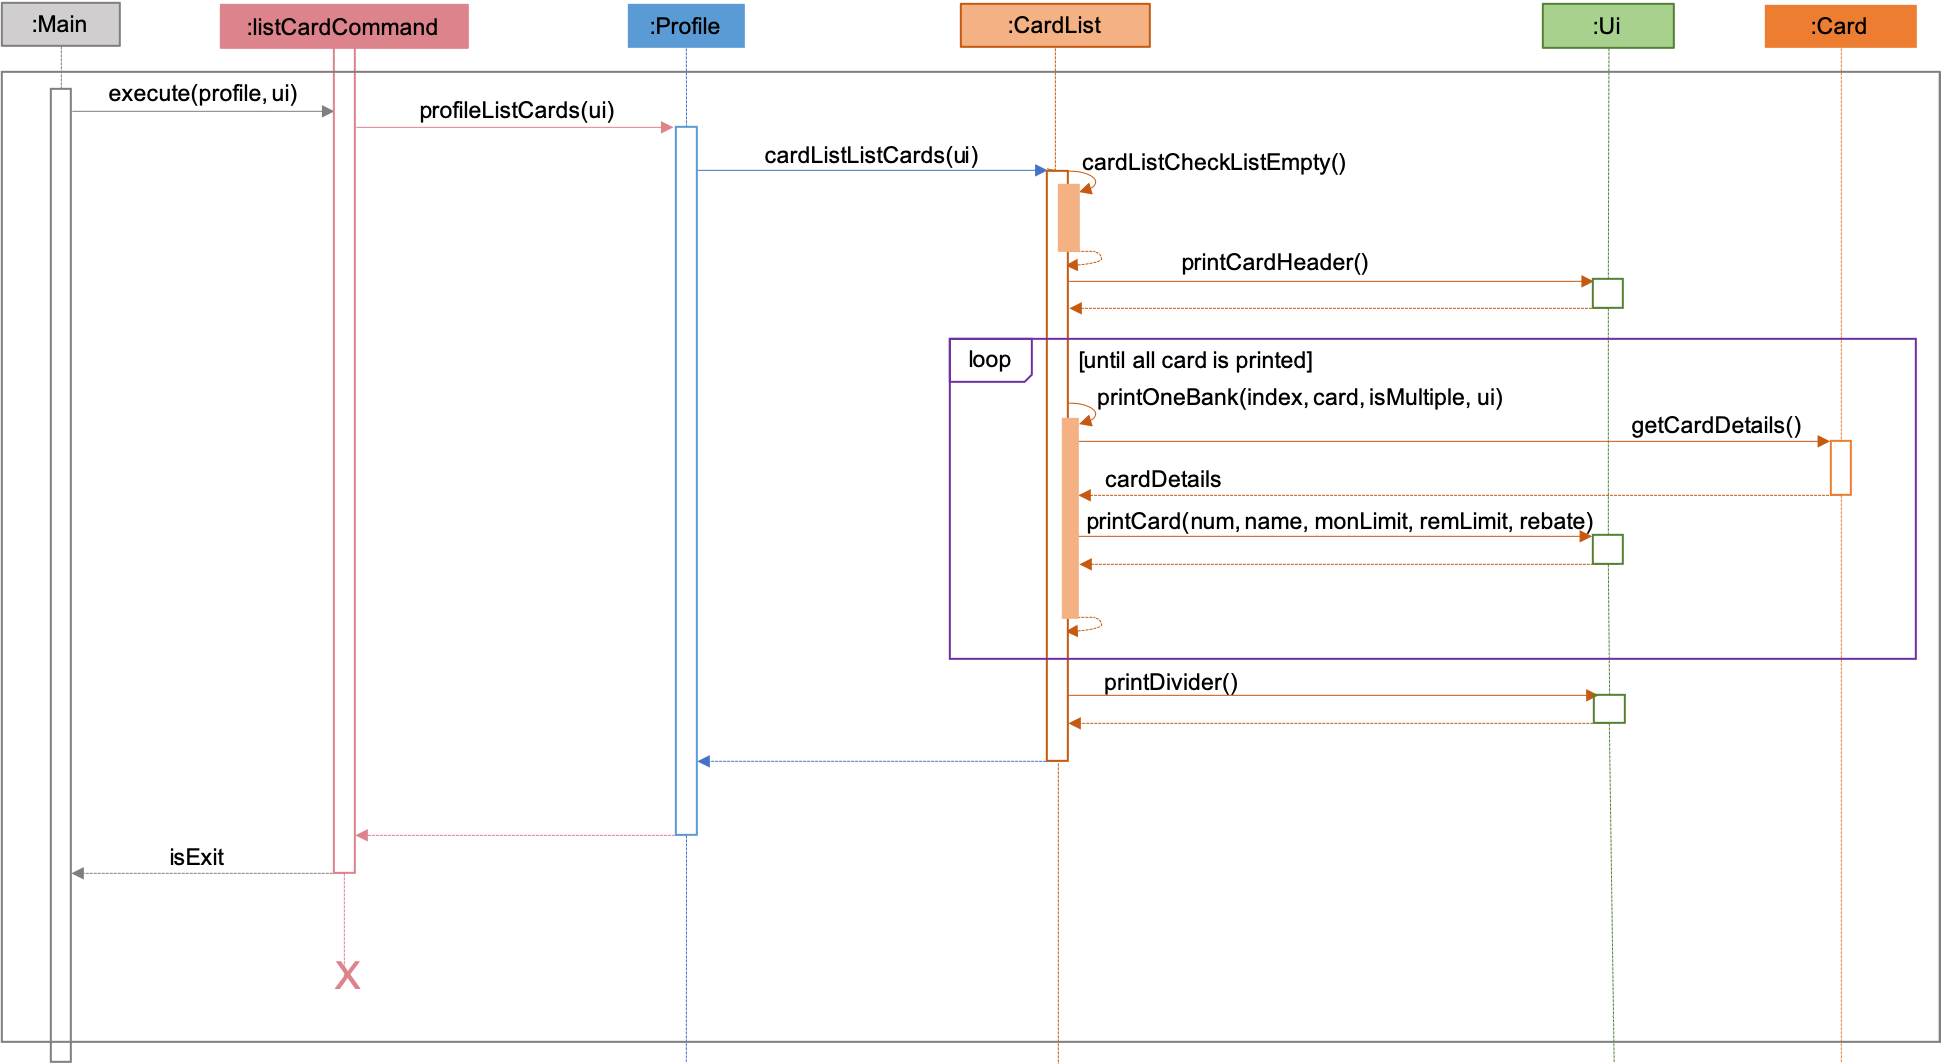 :Main
:listCardCommand
:Profile
:CardList
:Ui
:Card
execute(profile, ui)
profileListCards(ui)
cardListListCards(ui)
cardListCheckListEmpty()
printCardHeader()
loop
[until all card is printed]
printOneBank(index, card, isMultiple, ui)
getCardDetails()
cardDetails
printCard(num, name, monLimit, remLimit, rebate)
printDivider()
isExit
X